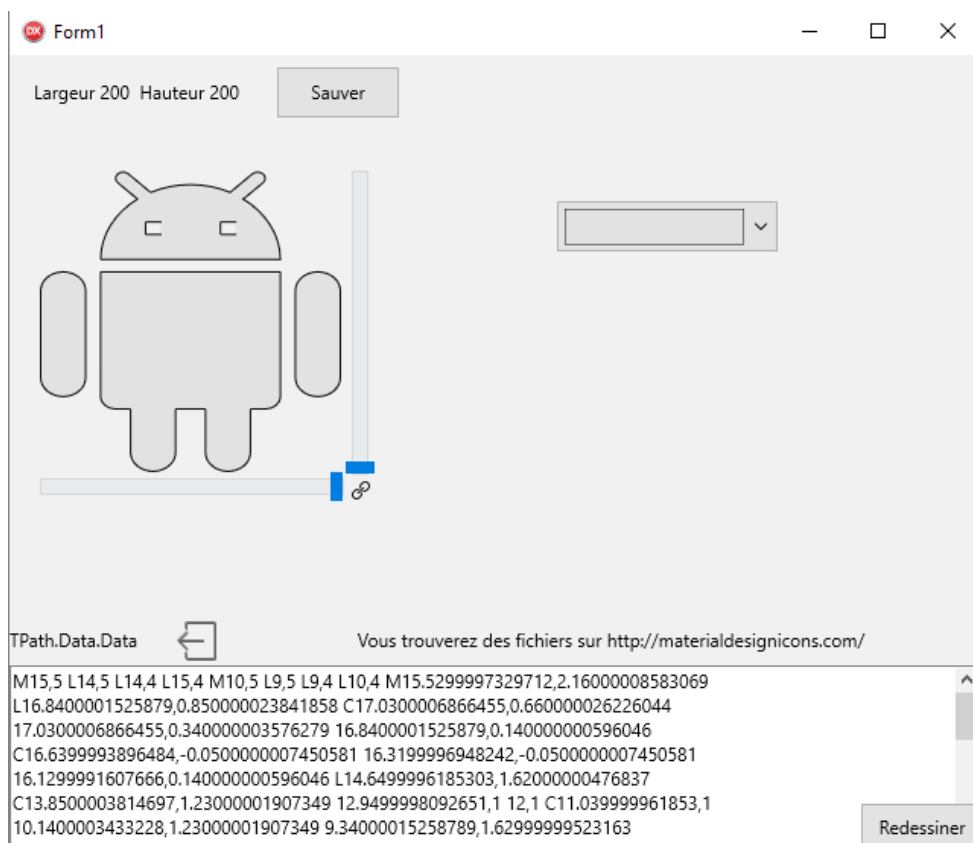 Form1
Largeur 200 Hauteur 200 Sauver
TPath.Data.Data Vous trouverez des fichiers sur http://materialdesignicons.com/
M15,5 L14,5 L14,4 L15,4 M10,5 L9,5 L9,4 L10,4 M15.5299997329712,2.16000008583069
L16.8400001525879,0.850000023841858 C17.0300006866455,0.660000026226044
17.0300006866455,0.3400000003576279 16.8400001525879,0.140000000596046
C16.6399993896484,-0.0500000007450581 16.3199996948242,-0.0500000007450581
16.1299991607666,0.140000000596046 L14.6499996185303,1.62000000476837
C13.8500003814697,1.23000001907349 12.9499998092651,1 12,1 C11.039999961853,1
10.1400003433228,1.23000001907349 9.34000015258789,1.62999999523163
Redessiner